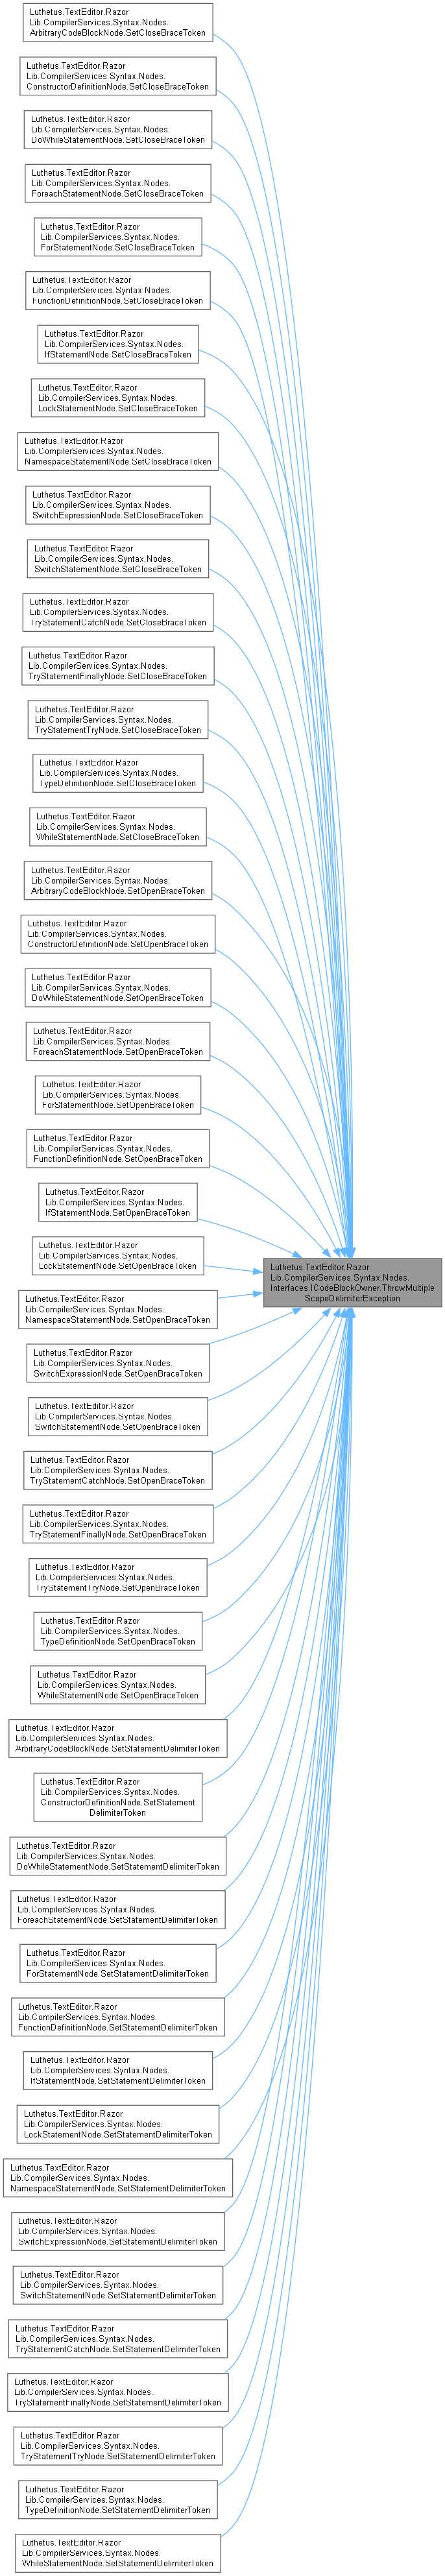 Luthetus.TextEditor.Razor
Lib.CompilerServices.Syntax.Nodes.
ArbitraryCodeBlockNode.SetCloseBraceToken
Luthetus.TextEditor.Razor
Lib.CompilerServices.Syntax.Nodes.
ConstructorDefinitionNode.SetCloseBraceToken
Luthetus.TextEditor.Razor
Lib.CompilerServices.Syntax.Nodes.
DoWhileStatementNode.SetCloseBraceToken
Luthetus.TextEditor.Razor
Lib.CompilerServices.Syntax.Nodes.
ForeachStatementNode.SetCloseBraceToken
Luthetus.TextEditor.Razor
Lib.CompilerServices.Syntax.Nodes.
ForStatementNode.SetCloseBraceToken
Luthetus.TextEditor.Razor
Lib.CompilerServices.Syntax.Nodes.
FunctionDefinitionNode.SetCloseBraceToken
Luthetus.TextEditor.Razor
Lib.CompilerServices.Syntax.Nodes.
IfStatementNode.SetCloseBraceToken
Luthetus.TextEditor.Razor
Lib.CompilerServices.Syntax.Nodes.
LockStatementNode.SetCloseBraceToken
Luthetus.TextEditor.Razor
Lib.CompilerServices.Syntax.Nodes.
NamespaceStatementNode.SetCloseBraceToken
Luthetus.TextEditor.Razor
Lib.CompilerServices.Syntax.Nodes.
SwitchExpressionNode.SetCloseBraceToken
Luthetus.TextEditor.Razor
Lib.CompilerServices.Syntax.Nodes.
SwitchStatementNode.SetCloseBraceToken
Luthetus.TextEditor.Razor
Lib.CompilerServices.Syntax.Nodes.
TryStatementCatchNode.SetCloseBraceToken
Luthetus.TextEditor.Razor
Lib.CompilerServices.Syntax.Nodes.
TryStatementFinallyNode.SetCloseBraceToken
Luthetus.TextEditor.Razor
Lib.CompilerServices.Syntax.Nodes.
TryStatementTryNode.SetCloseBraceToken
Luthetus.TextEditor.Razor
Lib.CompilerServices.Syntax.Nodes.
TypeDefinitionNode.SetCloseBraceToken
Luthetus.TextEditor.Razor
Lib.CompilerServices.Syntax.Nodes.
WhileStatementNode.SetCloseBraceToken
Luthetus.TextEditor.Razor
Lib.CompilerServices.Syntax.Nodes.
ArbitraryCodeBlockNode.SetOpenBraceToken
Luthetus.TextEditor.Razor
Lib.CompilerServices.Syntax.Nodes.
ConstructorDefinitionNode.SetOpenBraceToken
Luthetus.TextEditor.Razor
Lib.CompilerServices.Syntax.Nodes.
DoWhileStatementNode.SetOpenBraceToken
Luthetus.TextEditor.Razor
Lib.CompilerServices.Syntax.Nodes.
ForeachStatementNode.SetOpenBraceToken
Luthetus.TextEditor.Razor
Lib.CompilerServices.Syntax.Nodes.
ForStatementNode.SetOpenBraceToken
Luthetus.TextEditor.Razor
Lib.CompilerServices.Syntax.Nodes.
FunctionDefinitionNode.SetOpenBraceToken
Luthetus.TextEditor.Razor
Lib.CompilerServices.Syntax.Nodes.
IfStatementNode.SetOpenBraceToken
Luthetus.TextEditor.Razor
Lib.CompilerServices.Syntax.Nodes.
LockStatementNode.SetOpenBraceToken
Luthetus.TextEditor.Razor
Lib.CompilerServices.Syntax.Nodes.
Interfaces.ICodeBlockOwner.ThrowMultiple
ScopeDelimiterException
Luthetus.TextEditor.Razor
Lib.CompilerServices.Syntax.Nodes.
NamespaceStatementNode.SetOpenBraceToken
Luthetus.TextEditor.Razor
Lib.CompilerServices.Syntax.Nodes.
SwitchExpressionNode.SetOpenBraceToken
Luthetus.TextEditor.Razor
Lib.CompilerServices.Syntax.Nodes.
SwitchStatementNode.SetOpenBraceToken
Luthetus.TextEditor.Razor
Lib.CompilerServices.Syntax.Nodes.
TryStatementCatchNode.SetOpenBraceToken
Luthetus.TextEditor.Razor
Lib.CompilerServices.Syntax.Nodes.
TryStatementFinallyNode.SetOpenBraceToken
Luthetus.TextEditor.Razor
Lib.CompilerServices.Syntax.Nodes.
TryStatementTryNode.SetOpenBraceToken
Luthetus.TextEditor.Razor
Lib.CompilerServices.Syntax.Nodes.
TypeDefinitionNode.SetOpenBraceToken
Luthetus.TextEditor.Razor
Lib.CompilerServices.Syntax.Nodes.
WhileStatementNode.SetOpenBraceToken
Luthetus.TextEditor.Razor
Lib.CompilerServices.Syntax.Nodes.
ArbitraryCodeBlockNode.SetStatementDelimiterToken
Luthetus.TextEditor.Razor
Lib.CompilerServices.Syntax.Nodes.
ConstructorDefinitionNode.SetStatement
DelimiterToken
Luthetus.TextEditor.Razor
Lib.CompilerServices.Syntax.Nodes.
DoWhileStatementNode.SetStatementDelimiterToken
Luthetus.TextEditor.Razor
Lib.CompilerServices.Syntax.Nodes.
ForeachStatementNode.SetStatementDelimiterToken
Luthetus.TextEditor.Razor
Lib.CompilerServices.Syntax.Nodes.
ForStatementNode.SetStatementDelimiterToken
Luthetus.TextEditor.Razor
Lib.CompilerServices.Syntax.Nodes.
FunctionDefinitionNode.SetStatementDelimiterToken
Luthetus.TextEditor.Razor
Lib.CompilerServices.Syntax.Nodes.
IfStatementNode.SetStatementDelimiterToken
Luthetus.TextEditor.Razor
Lib.CompilerServices.Syntax.Nodes.
LockStatementNode.SetStatementDelimiterToken
Luthetus.TextEditor.Razor
Lib.CompilerServices.Syntax.Nodes.
NamespaceStatementNode.SetStatementDelimiterToken
Luthetus.TextEditor.Razor
Lib.CompilerServices.Syntax.Nodes.
SwitchExpressionNode.SetStatementDelimiterToken
Luthetus.TextEditor.Razor
Lib.CompilerServices.Syntax.Nodes.
SwitchStatementNode.SetStatementDelimiterToken
Luthetus.TextEditor.Razor
Lib.CompilerServices.Syntax.Nodes.
TryStatementCatchNode.SetStatementDelimiterToken
Luthetus.TextEditor.Razor
Lib.CompilerServices.Syntax.Nodes.
TryStatementFinallyNode.SetStatementDelimiterToken
Luthetus.TextEditor.Razor
Lib.CompilerServices.Syntax.Nodes.
TryStatementTryNode.SetStatementDelimiterToken
Luthetus.TextEditor.Razor
Lib.CompilerServices.Syntax.Nodes.
TypeDefinitionNode.SetStatementDelimiterToken
Luthetus.TextEditor.Razor
Lib.CompilerServices.Syntax.Nodes.
WhileStatementNode.SetStatementDelimiterToken